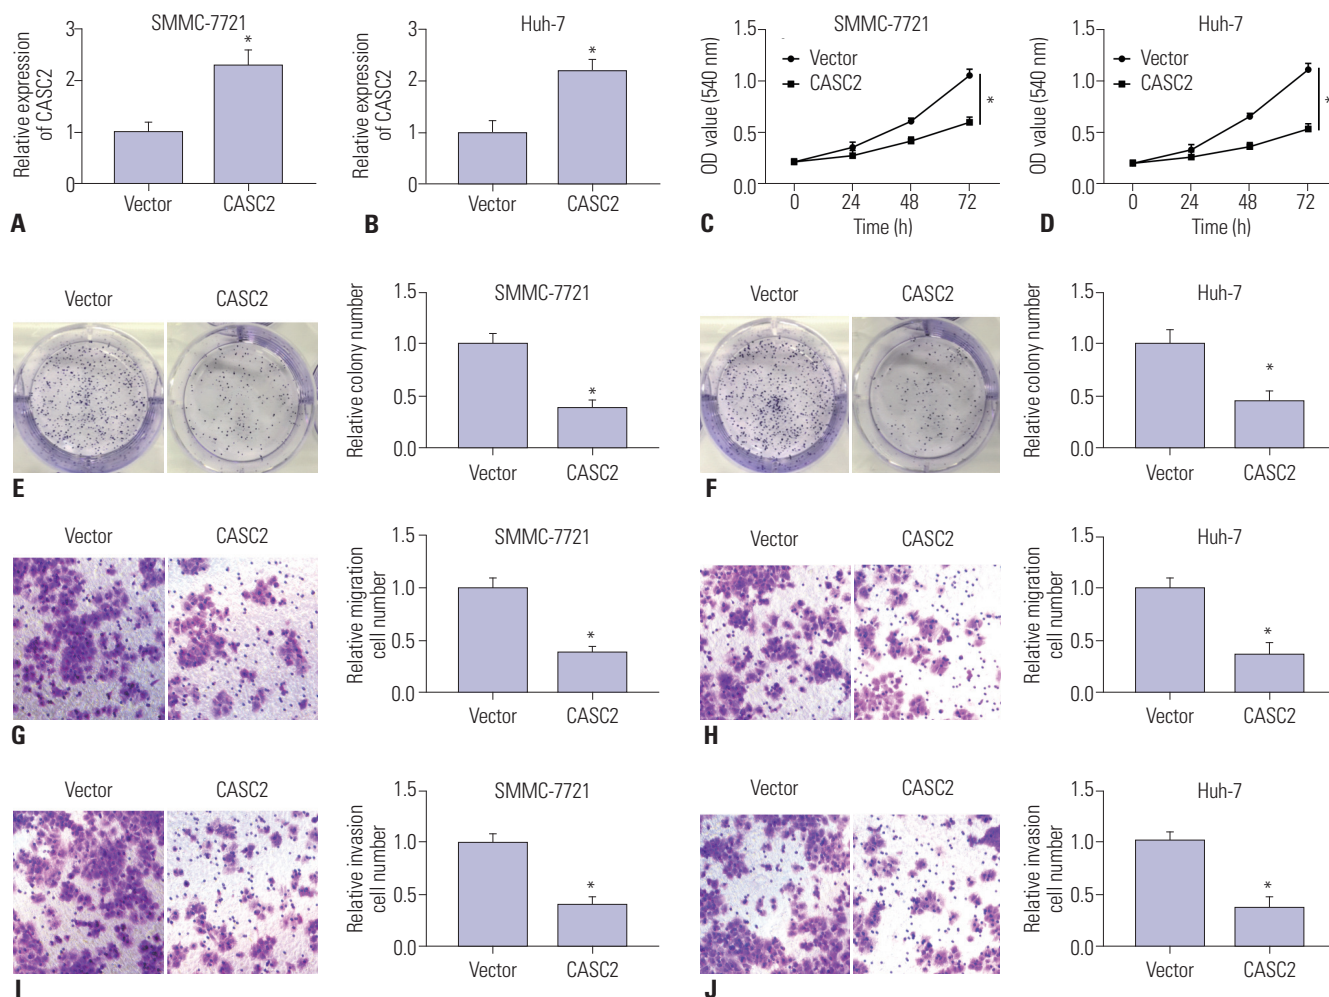 SMMC-7721
Relative expression
of CASC2
3
2
1
0
*
Vector
CASC2
A
Huh-7
Relative expression
of CASC2
3
2
1
0
*
Vector
CASC2
B
SMMC-7721
OD value (540 nm)
1.5
1.0
0.5
0.0
Vector
CASC2
*
0
24
48
72
Time (h)
C
Huh-7
OD value (540 nm)
1.5
1.0
0.5
0.0
Vector
CASC2
*
0
24
48
72
Time (h)
D
Vector
CASC2
E
SMMC-7721
Relative colony number
1.5
1.0
0.5
0.0
*
Vector
CASC2
Vector
CASC2
F
Huh-7
Relative colony number
1.5
1.0
0.5
0.0
*
Vector
CASC2
Vector
CASC2
G
SMMC-7721
Relative migration
cell number
1.5
1.0
0.5
0.0
*
Vector
CASC2
Vector
CASC2
H
Huh-7
Relative migration
cell number
1.5
1.0
0.5
0.0
*
Vector
CASC2
Vector
CASC2
I
SMMC-7721
Relative invasion
cell number
1.5
1.0
0.5
0.0
*
Vector
CASC2
Vector
CASC2
J
Huh-7
Relative invasion
cell number
1.5
1.0
0.5
0.0
*
Vector
CASC2